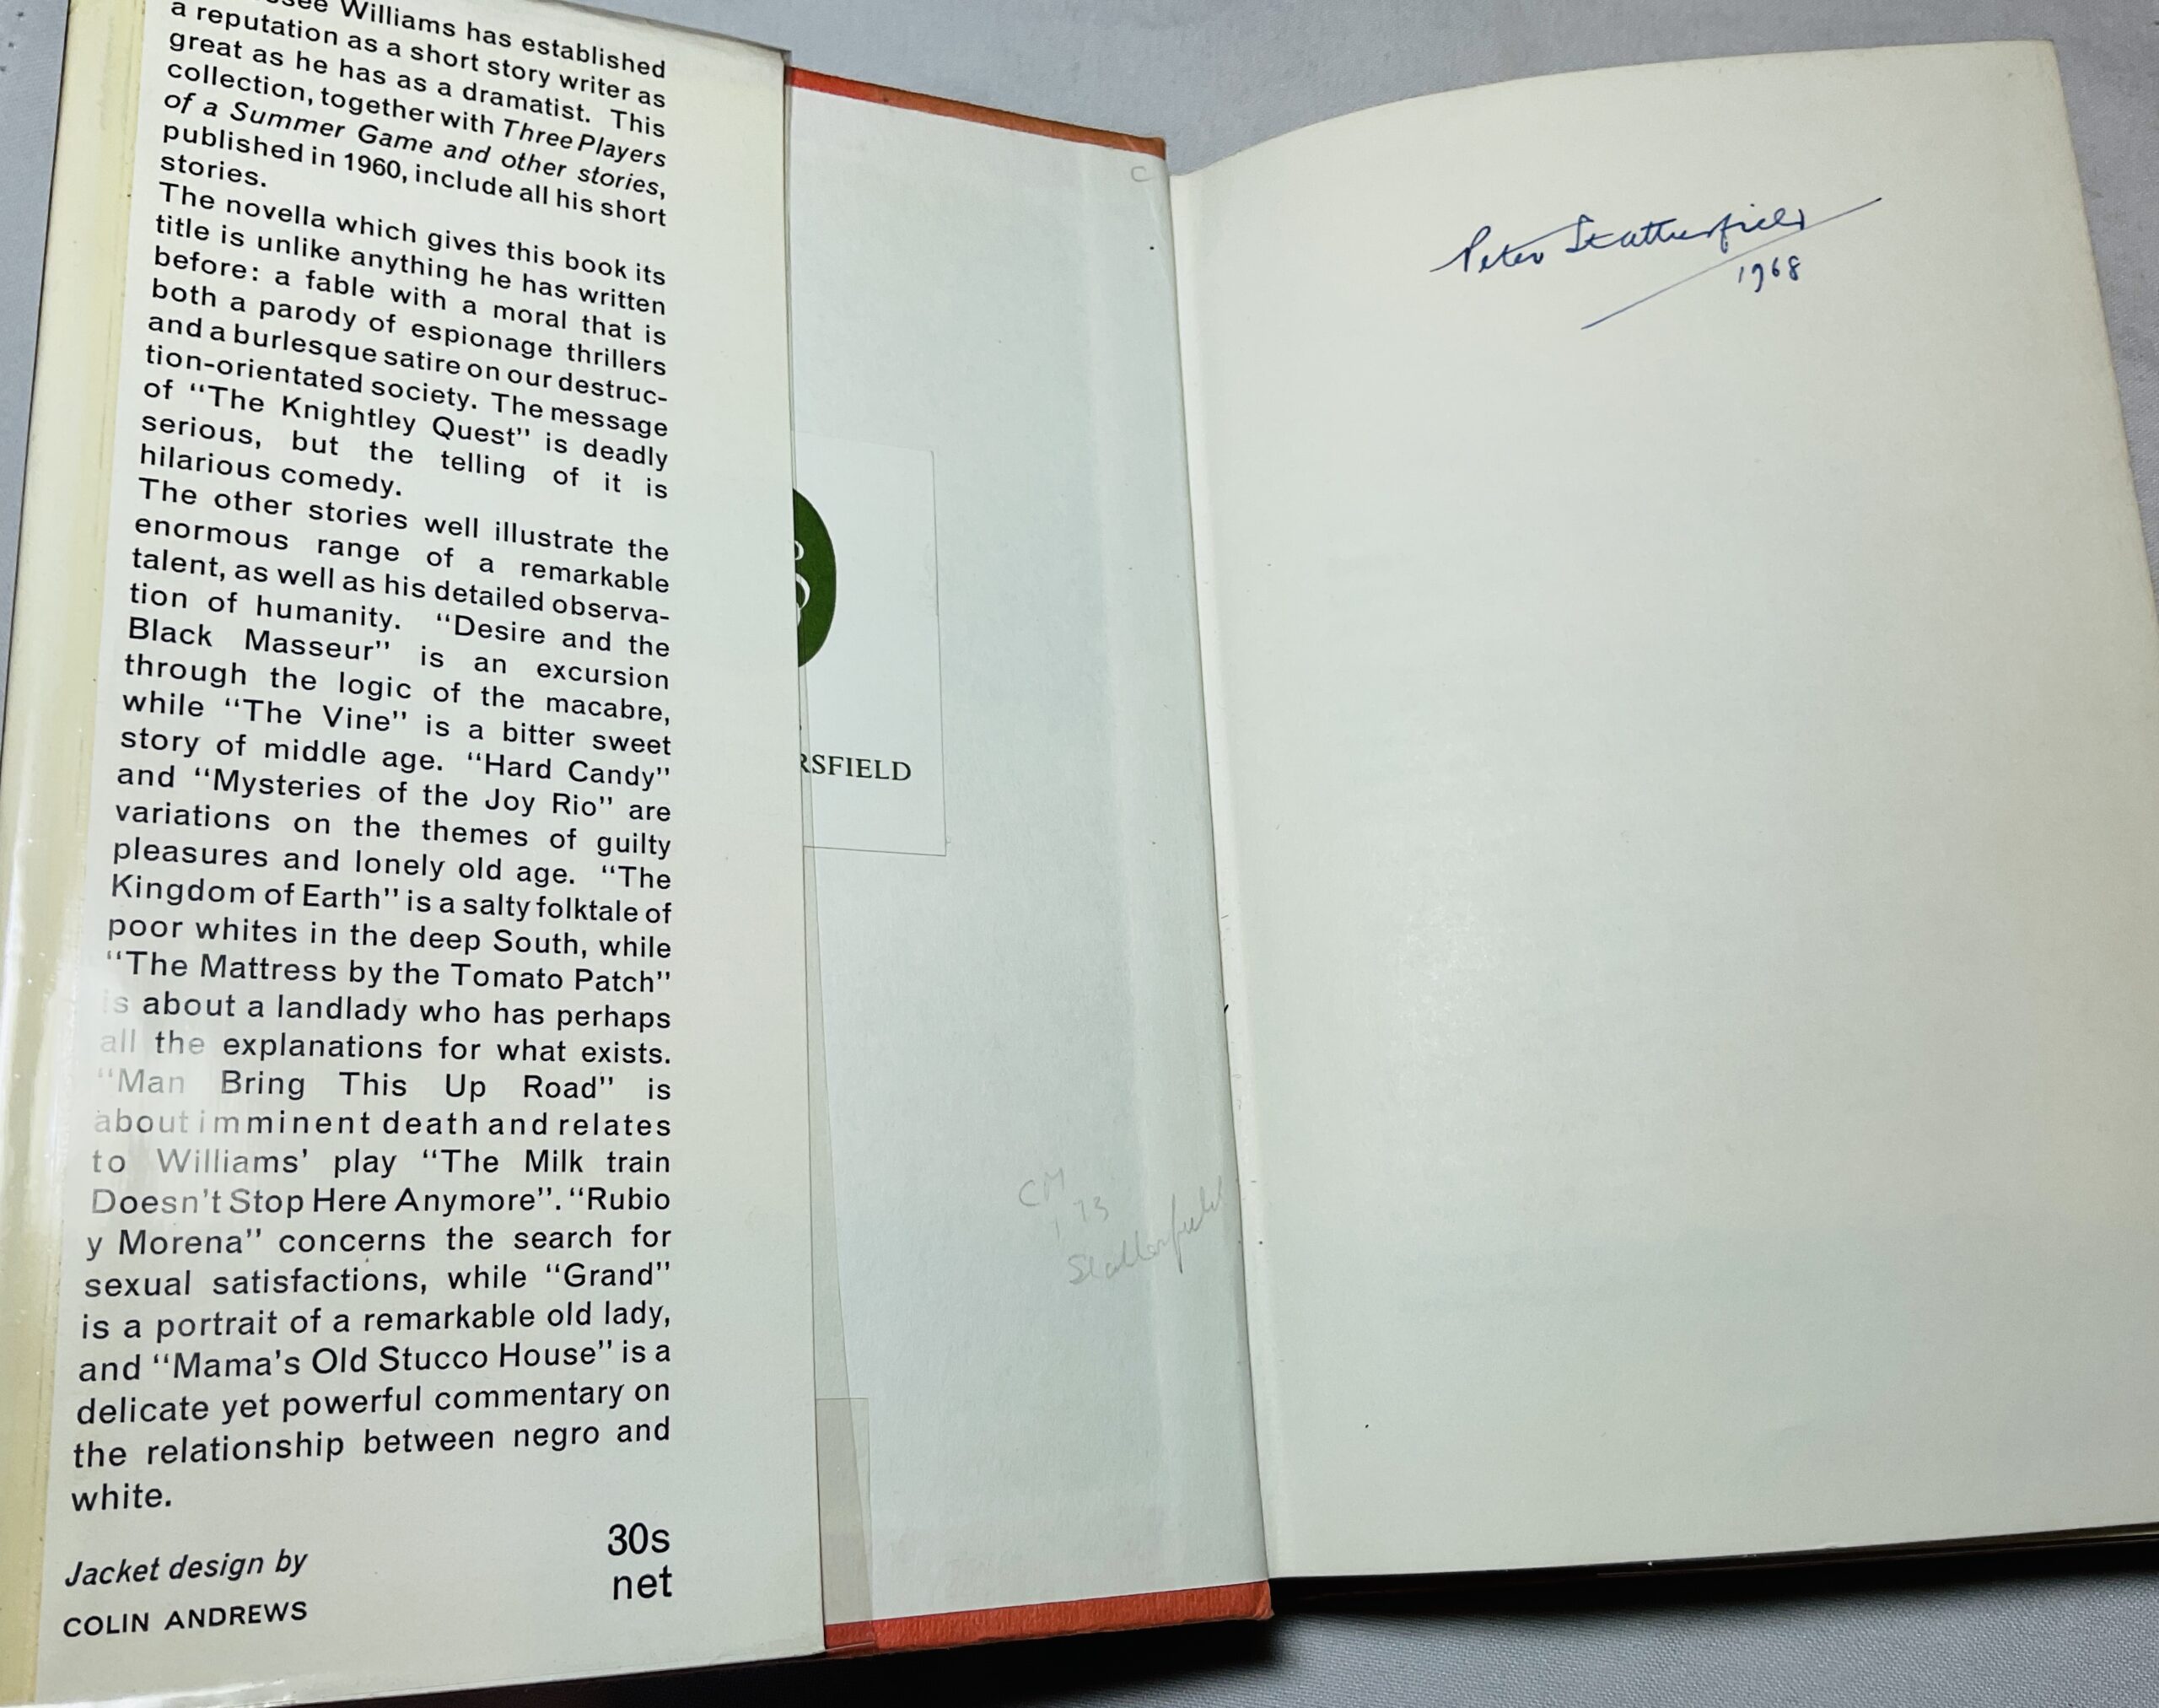 Williams has established
a reputation as a short story writer as
great as he has as a dramatist. This
collection, together with Three Players
of a Summer Game and other stories,
published in 1960, include all his short
stories.
The novella which gives this book its
title is unlike anything he has written
before: a fable with a moral that is
both a parody of espionage thrillers
and a burlesque satire on our destruc-
tion-orientated society. The message
of “The Knightley Quest” is deadly
serious, but the telling of it is
hilarious comedy.
The other stories well illustrate the
enormous range of a remarkable
talent, as well as his detailed observa-
tion of humanity. “Desire and the
Black Masseur” is an excursion
through the logic of the macabre,
while “The Vine” is a bitter sweet
story of middle age. “Hard Candy”
and “Mysteries of the Joy Rio” are
variations on the themes of guilty
pleasures and lonely old age. “The
Kingdom of Earth” is a salty folktale of
poor whites in the deep South, while
“The Mattress by the Tomato Patch”
is about a landlady who has perhaps
all the explanations for what exists.
“Man Bring This Up Road” is
about imminent death and relates
to Williams’ play “The Milk train
Doesn’t Stop Here Anymore”. “Rubio
y Morena” concerns the search for
sexual satisfactions, while “Grand”
is a portrait of a remarkable old lady,
and “Mama’s Old Stucco House” is a
delicate yet powerful commentary on
the relationship between negro and
white.
30s
net
Jacket design by
COLIN ANDREWS
C
RSFIELD
CM
73
Peter
1968